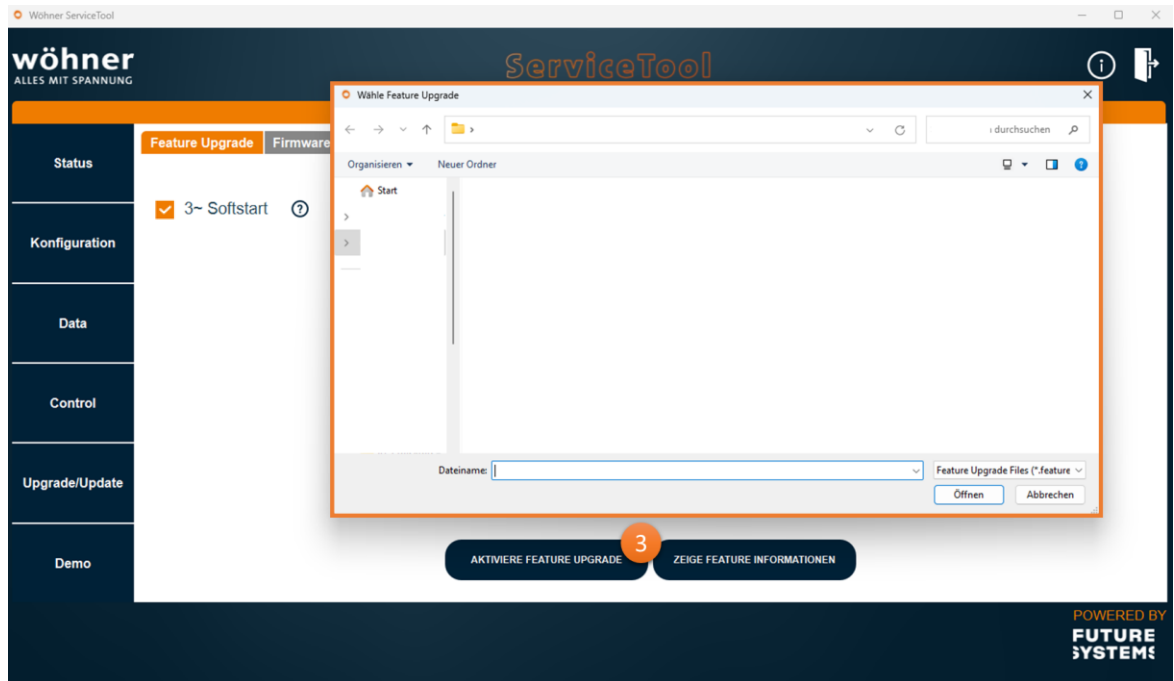 Wöhner ServiceTool
wöhner
ALLES MIT SPANNUNG
ServiceTool
Wähle Feature Upgrade
durchsuchen
Organisieren
Neuer Ordner
Start
Dateiname:
Feature Upgrade Files (*.feature
Öffnen
Abbrechen
Feature Upgrade
Firmware
3~ Softstart
Status
Konfiguration
Data
Control
Upgrade/Update
Demo
3
AKTIVIERE FEATURE UPGRADE
ZEIGE FEATURE INFORMATIONEN
POWERED BY
FUTURE
SYSTEMS